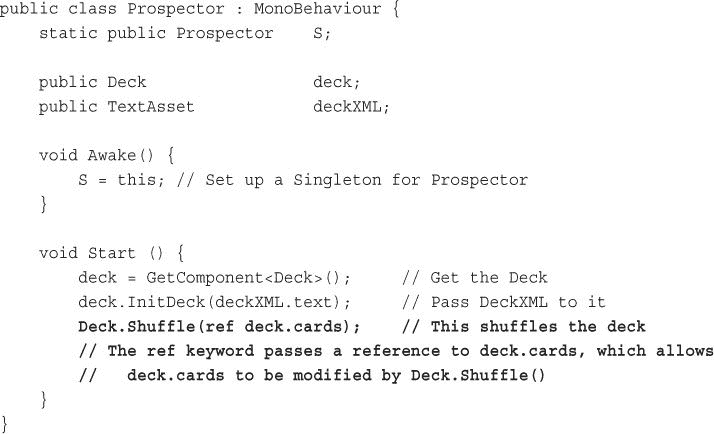 public class Prospector : MonoBehaviour {
    static public Prospector    S;

    public Deck                 deck;
    public TextAsset            deckXML;

    void Awake() {
        S = this; // Set up a Singleton for Prospector
    }

    void Start () {
        deck = GetComponent<Deck>();     // Get the Deck
        deck.InitDeck(deckXML.text);     // Pass DeckXML to it
        Deck.Shuffle(ref deck.cards);    // This shuffles the deck
        // The ref keyword passes a reference to deck.cards, which allows
        //   deck.cards to be modified by Deck.Shuffle()
    }
}